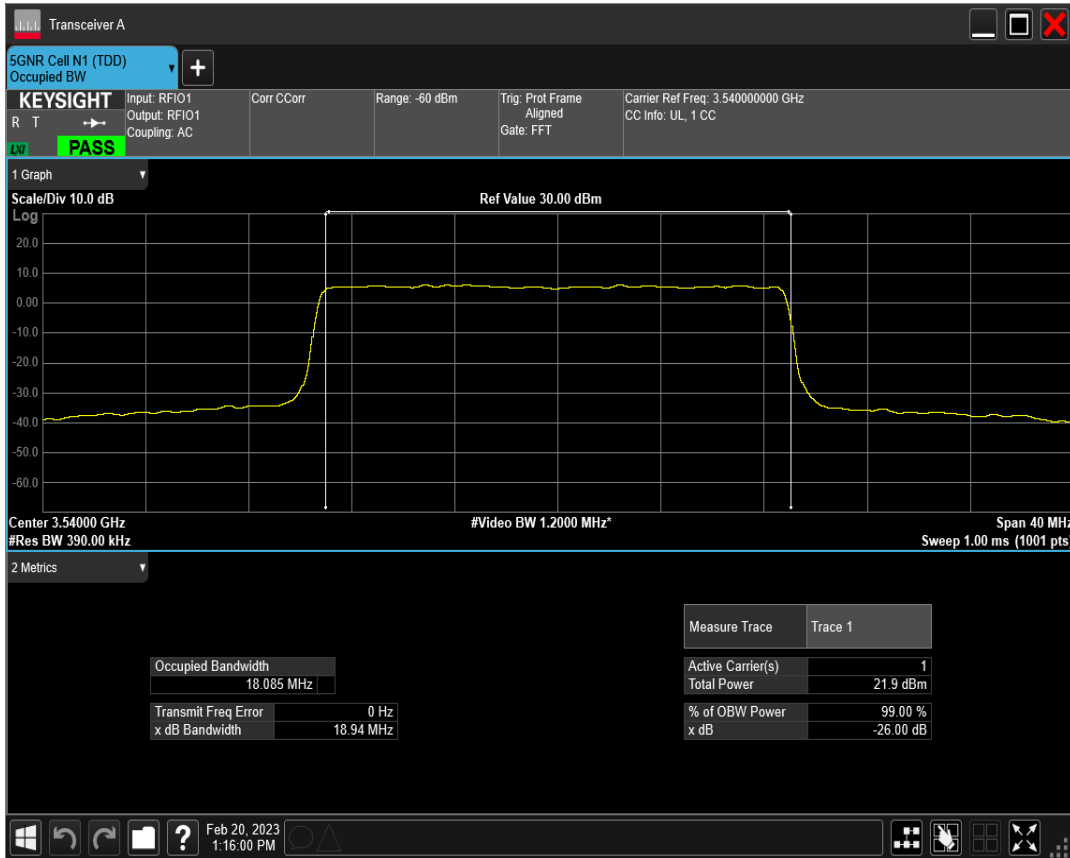 Transceiver A
5GNR Cell N1 (TDD)
Occupied BW
+
KEYSIGHT
R T
LXI
PASS
Input: RFIO1
Output: RFIO1
Coupling: AC
Corr CCorr
Range: -60 dBm
Trig: Prot Frame
Aligned
Gate: FFT
Carrier Ref Freq: 3.540000000 GHz
CC Info: UL, 1 CC
1 Graph
Scale/Div 10.0 dB
Ref Value 30.00 dBm
Log
20.0
10.0
0.00
-10.0
-20.0
-30.0
-40.0
-50.0
-60.0
Center 3.54000 GHz
#Video BW 1.2000 MHz*
Span 40 MHz
#Res BW 390.00 kHz
Sweep 1.00 ms (1001 pts)
2 Metrics
Measure Trace Trace 1
Occupied Bandwidth
18.085 MHz
Transmit Freq Error 0 Hz
x dB Bandwidth 18.94 MHz
Active Carrier(s) 1
Total Power 21.9 dBm
% of OBW Power 99.00 %
x dB -26.00 dB
?
Feb 20, 2023
1:16:00 PM